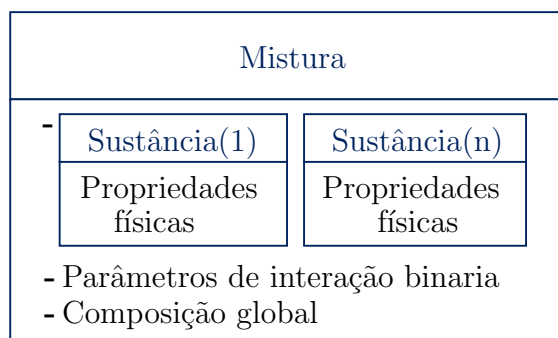 Mistura
- Sustância(1) Sustância(n)
Propriedades Propriedades
físicas físicas
- Parâmetros de interação binaria
- Composição global